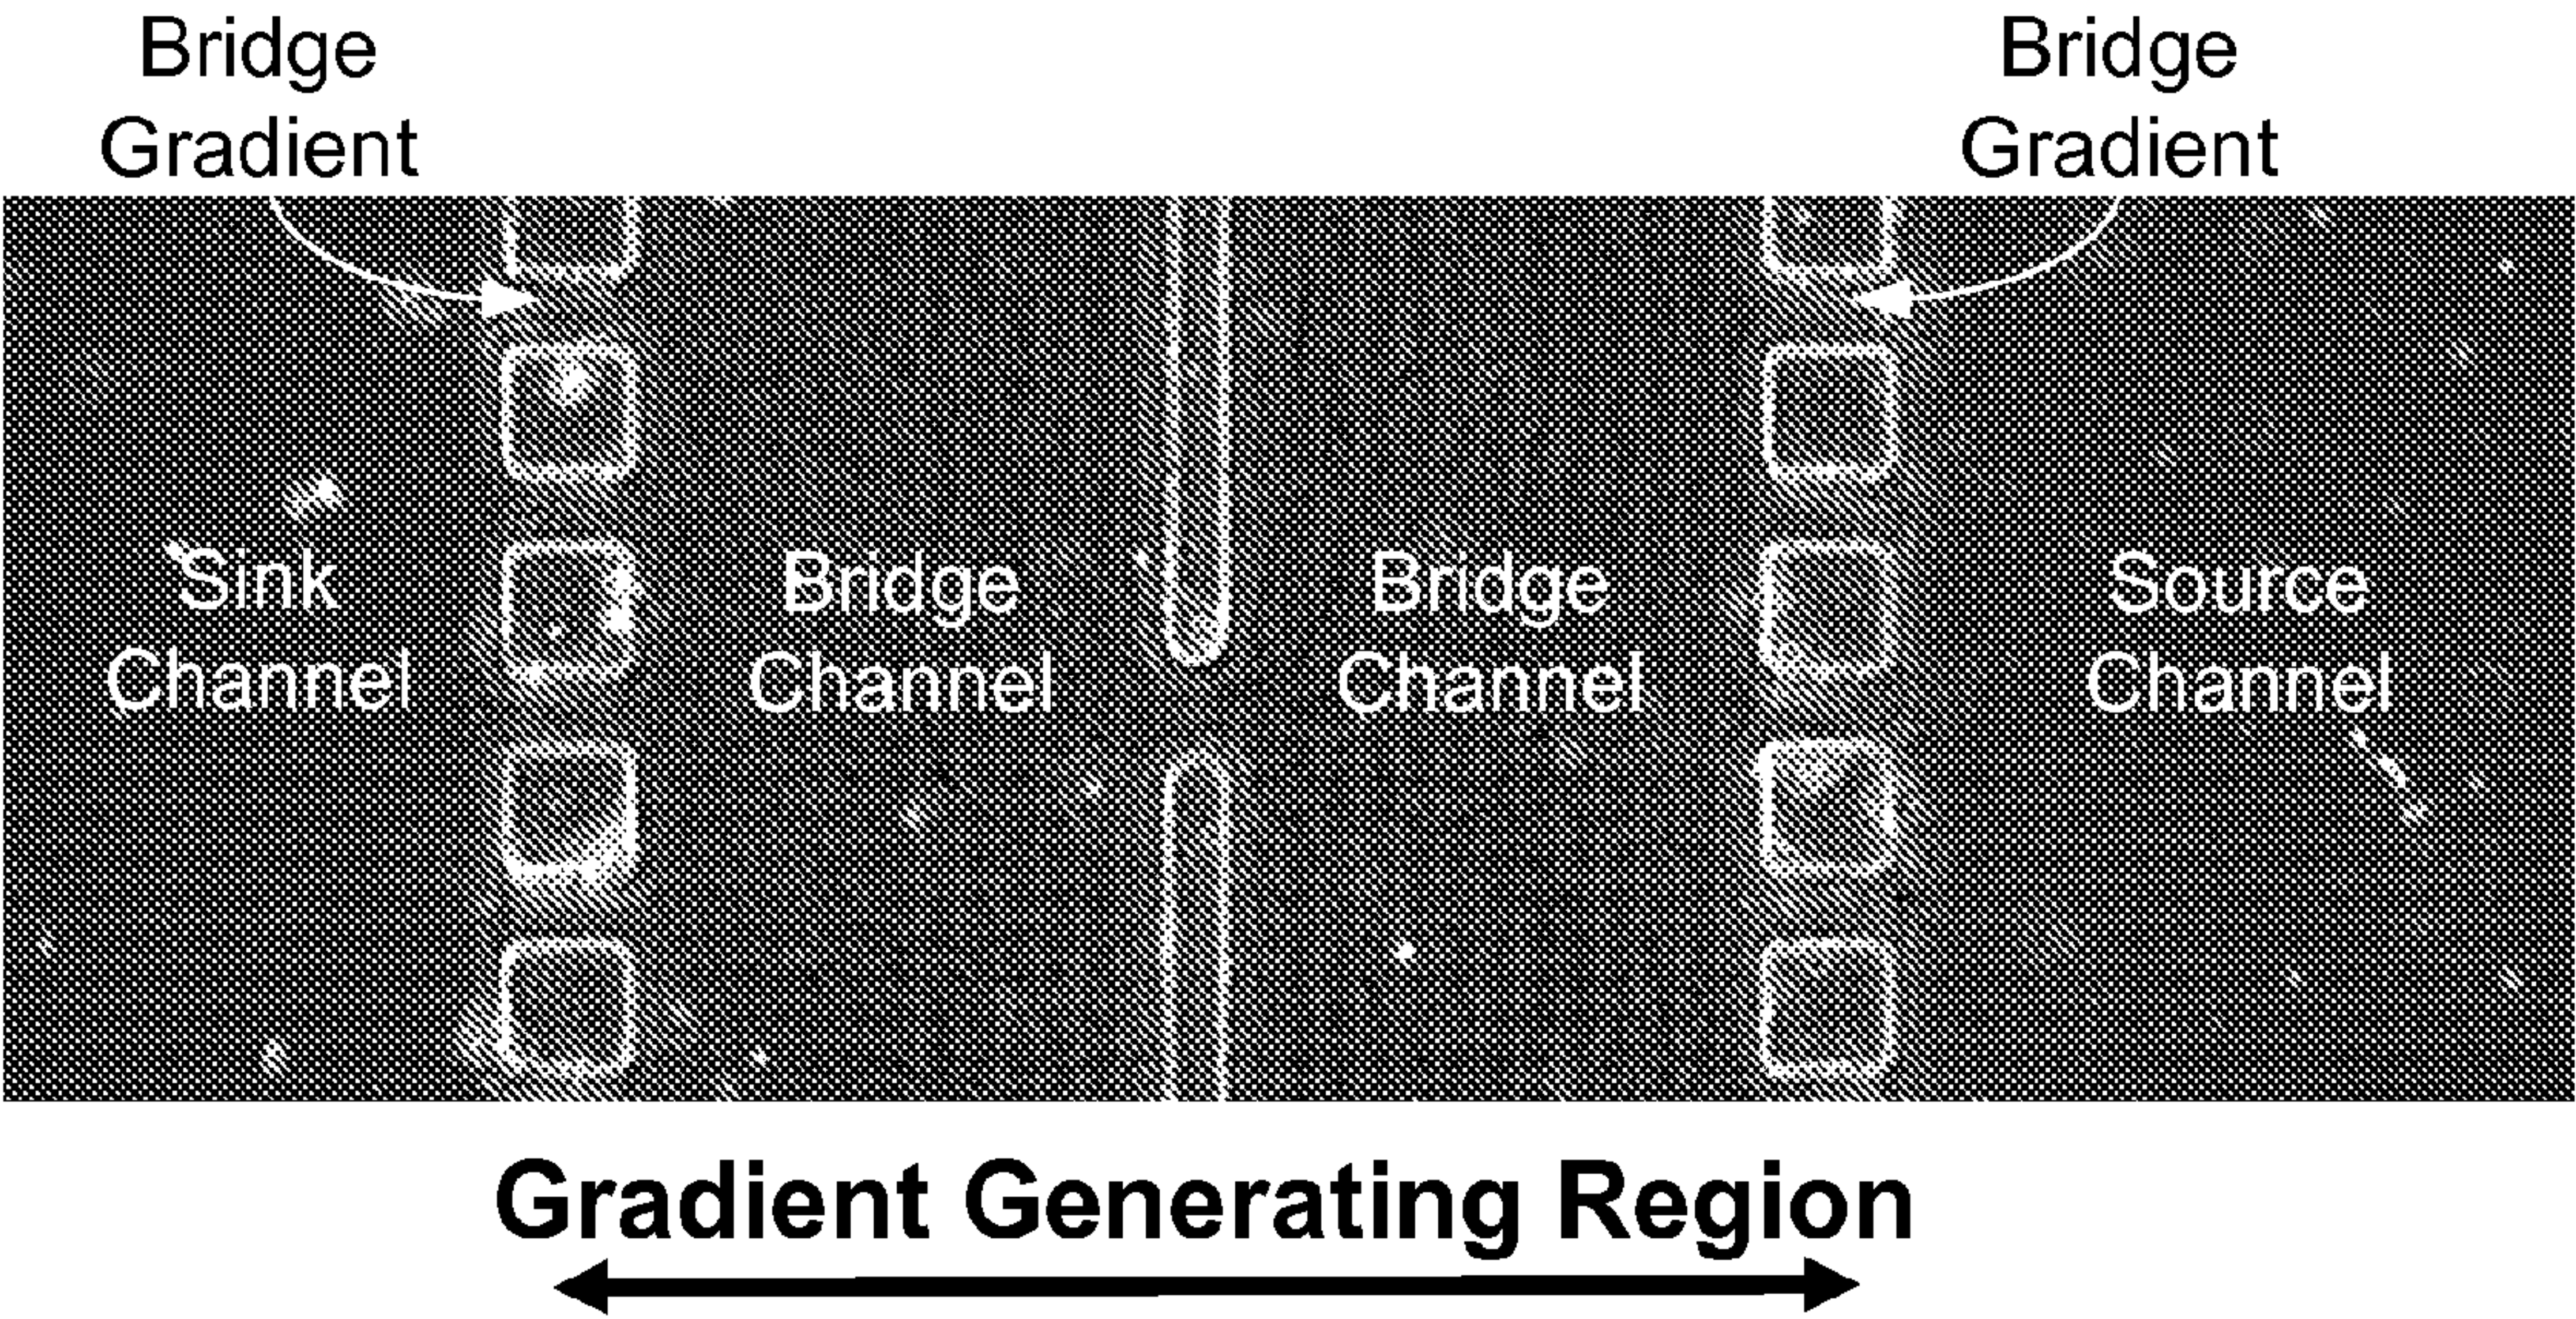 Bridge
Gradient
Bridge
Gradient
Sink
Channel
Bridge
Channel
Bridge
Channel
Source
Channel
Gradient Generating Region